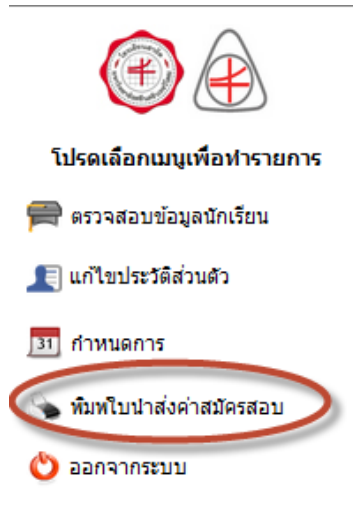 โปรดเลือกเมนูเพื่อทำรายการ
ตรวจสอบข้อมูลนักเรียน
แก้ไขประวัติส่วนตัว
31 กำหนดการ
พิมพ์ใบนำส่งค่าสมัครสอบ
ออกจากระบบ